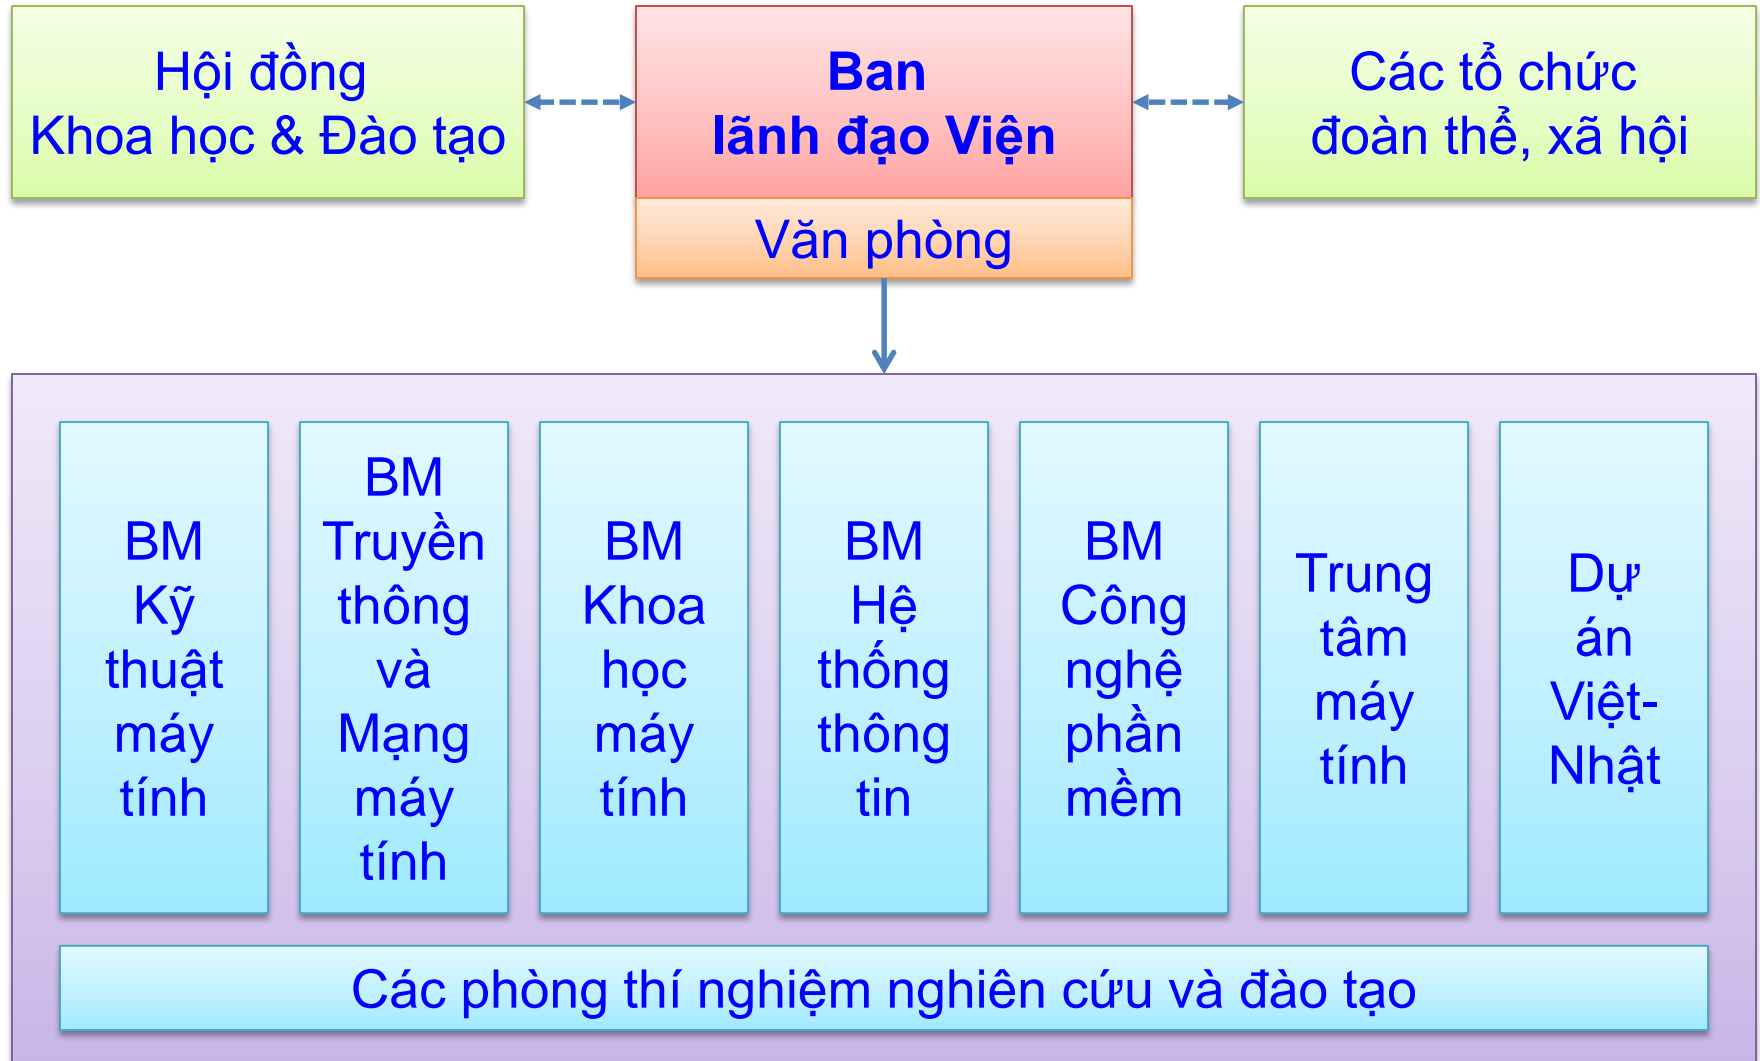 Hội đồng
Khoa học & Đào tạo
Ban
lãnh đạo Viện
Các tổ chức
đoàn thể, xã hội
Văn phòng
BM
Kỹ
thuật
máy
tính
BM
Truyền
thông
và
Mạng
máy
tính
BM
Khoa
học
máy
tính
BM
Hệ
thống
thông
tin
BM
Công
nghệ
phần
mềm
Trung
tâm
máy
tính
Dự
án
Việt-
Nhật
Các phòng thí nghiệm nghiên cứu và đào tạo